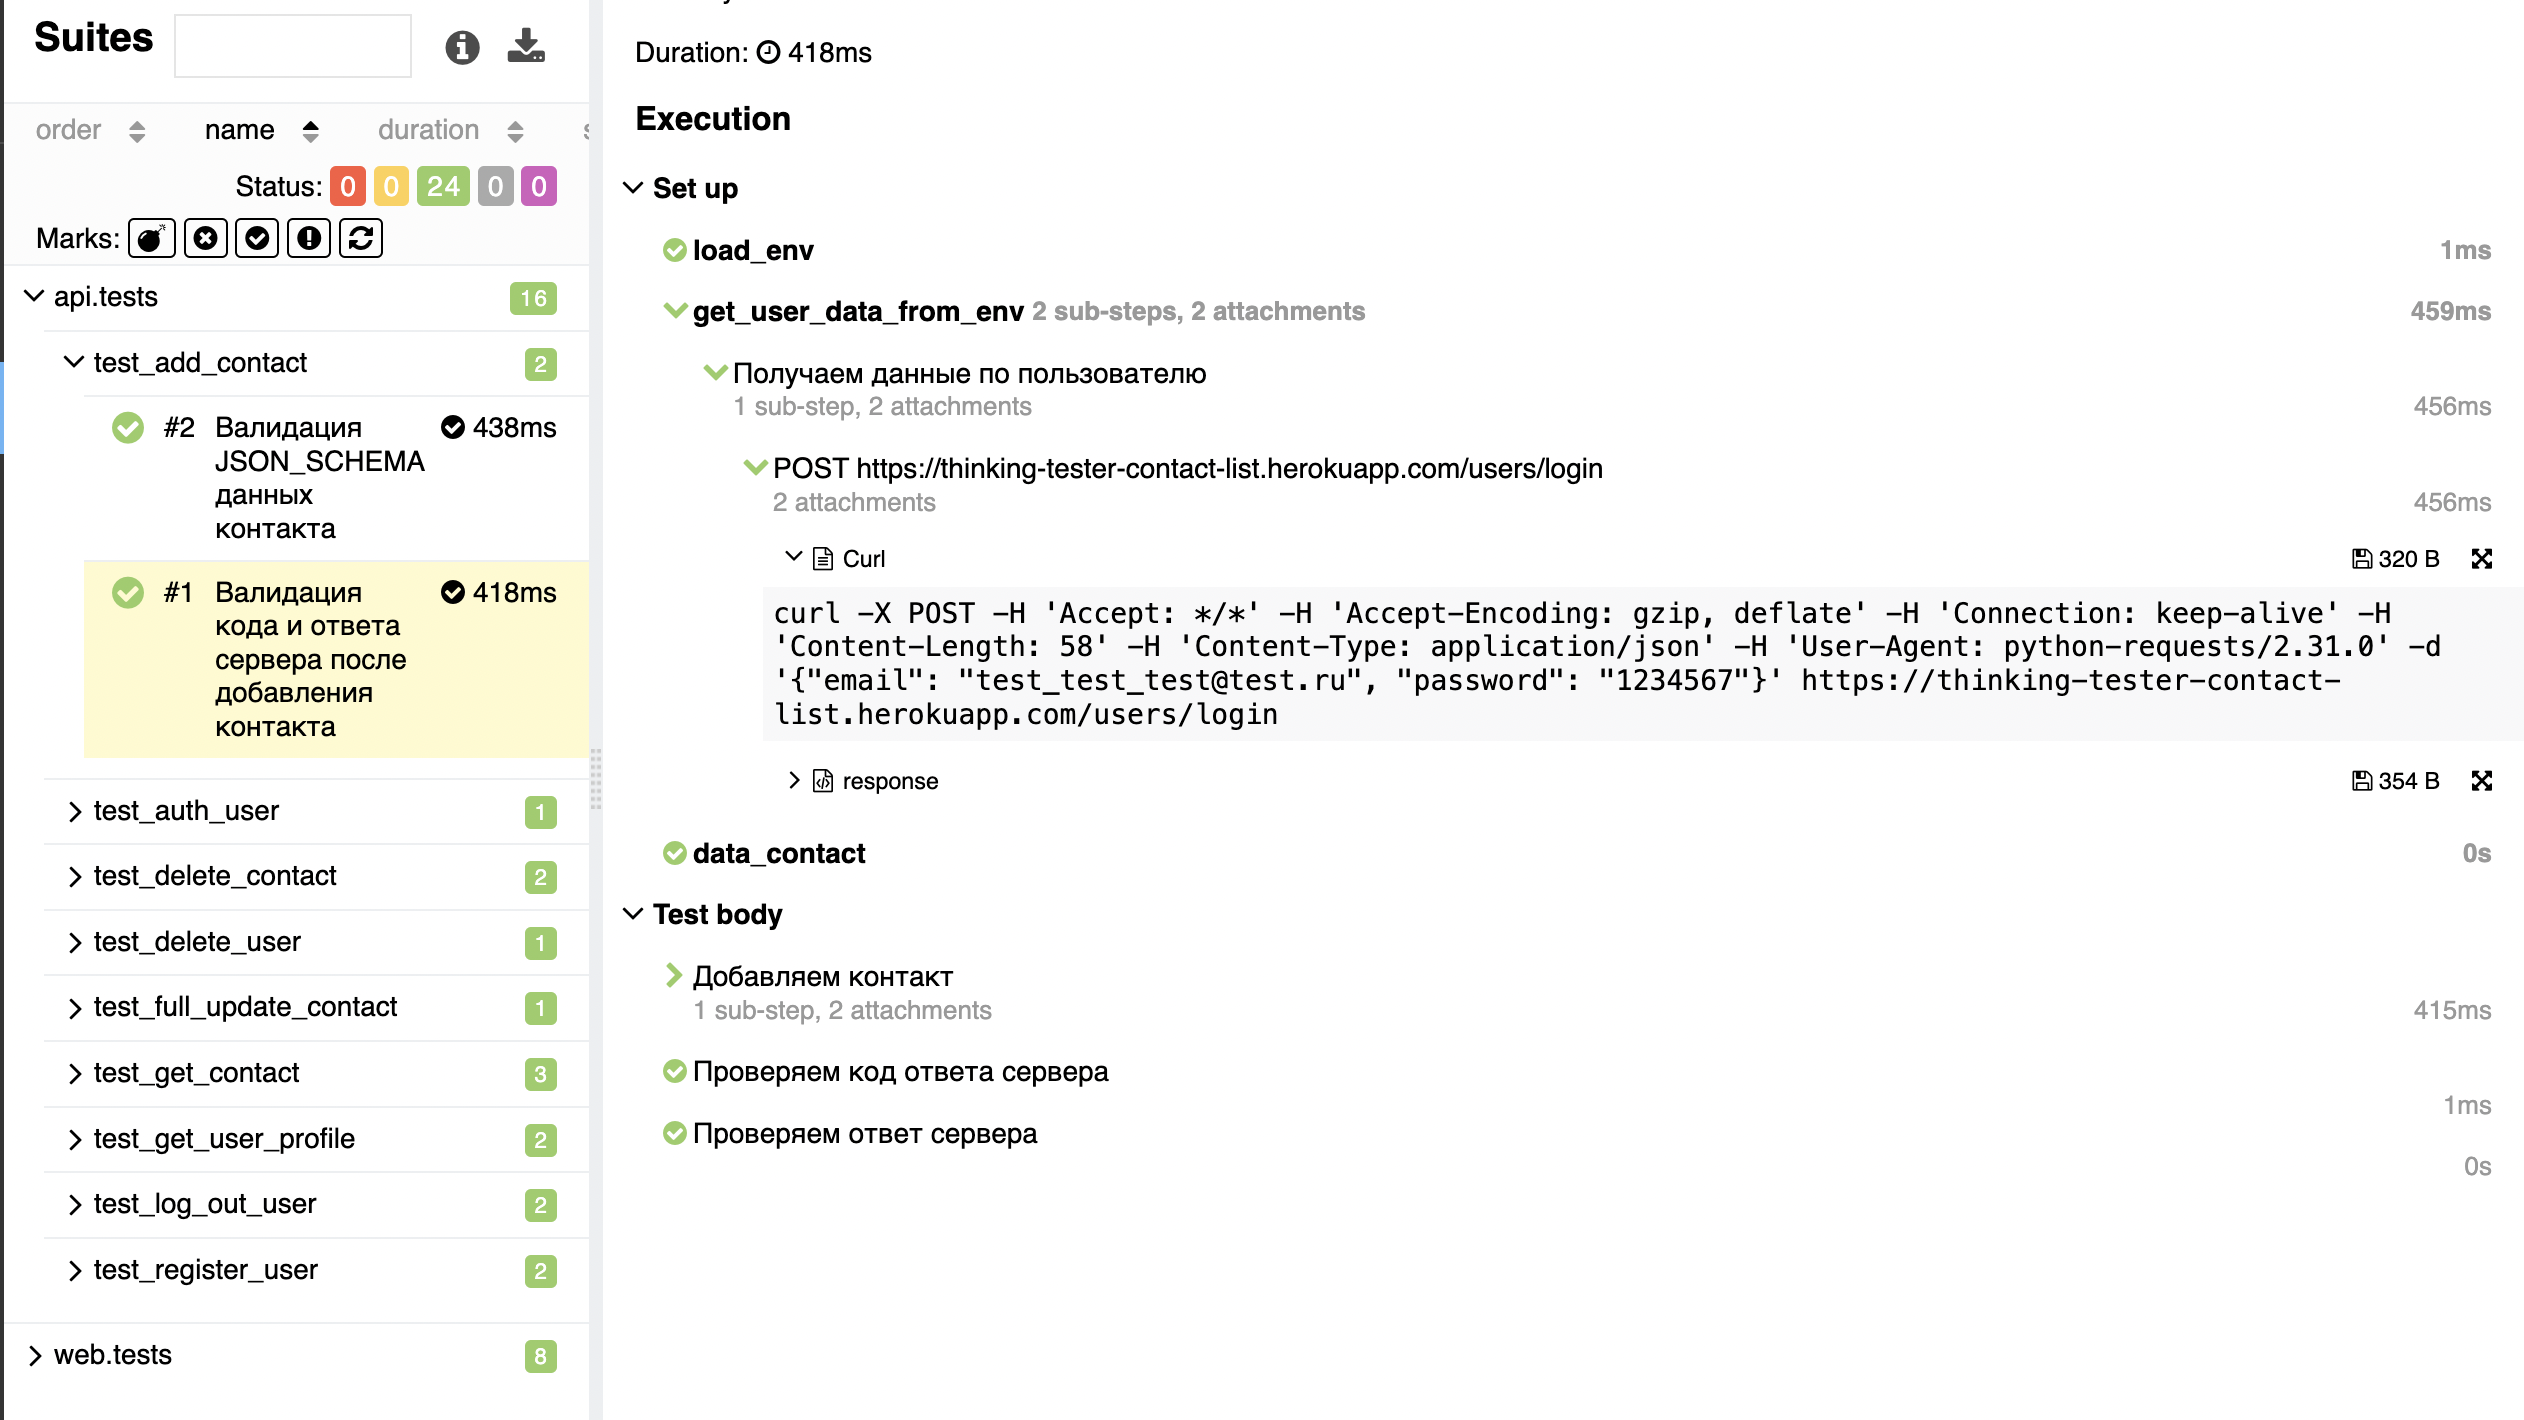 Suites
order name duration
Status: 0 0 24 0 0
Marks:
api.tests 16
test_add_contact 2
#2 Валидация 438ms
JSON_SCHEMA
данных
контакта
#1 Валидация 418ms
кода и ответа
сервера после
добавления
контакта
test_auth_user 1
test_delete_contact 2
test_delete_user 1
test_full_update_contact 1
test_get_contact 3
test_get_user_profile 2
test_log_out_user 2
test_register_user 2
web.tests 8
Duration: 418ms
Execution
Set up
load_env 1ms
get_user_data_from_env 2 sub-steps, 2 attachments 459ms
Получаем данные по пользователю
1 sub-step, 2 attachments 456ms
POST https://thinking-tester-contact-list.herokuapp.com/users/login
2 attachments 456ms
Curl 320 B
curl -X POST -H 'Accept: */*' -H 'Accept-Encoding: gzip, deflate' -H 'Connection: keep-alive' -H
'Content-Length: 58' -H 'Content-Type: application/json' -H 'User-Agent: python-requests/2.31.0' -d
'{"email": "test_test_test@test.ru", "password": "1234567"}' https://thinking-tester-contact-
list.herokuapp.com/users/login
response 354 B
data_contact 0s
Test body
Добавляем контакт
1 sub-step, 2 attachments 415ms
Проверяем код ответа сервера
1ms
Проверяем ответ сервера
0s